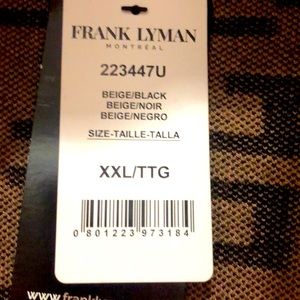 FRANK LYMAN
MONTRÉAL
223447U
BEIGE/BLACK
BEIGE/NOIR
BEIGE/NEGRO
SIZE-TAILLE-TALLA
XXL/TTG
0 801223 973184